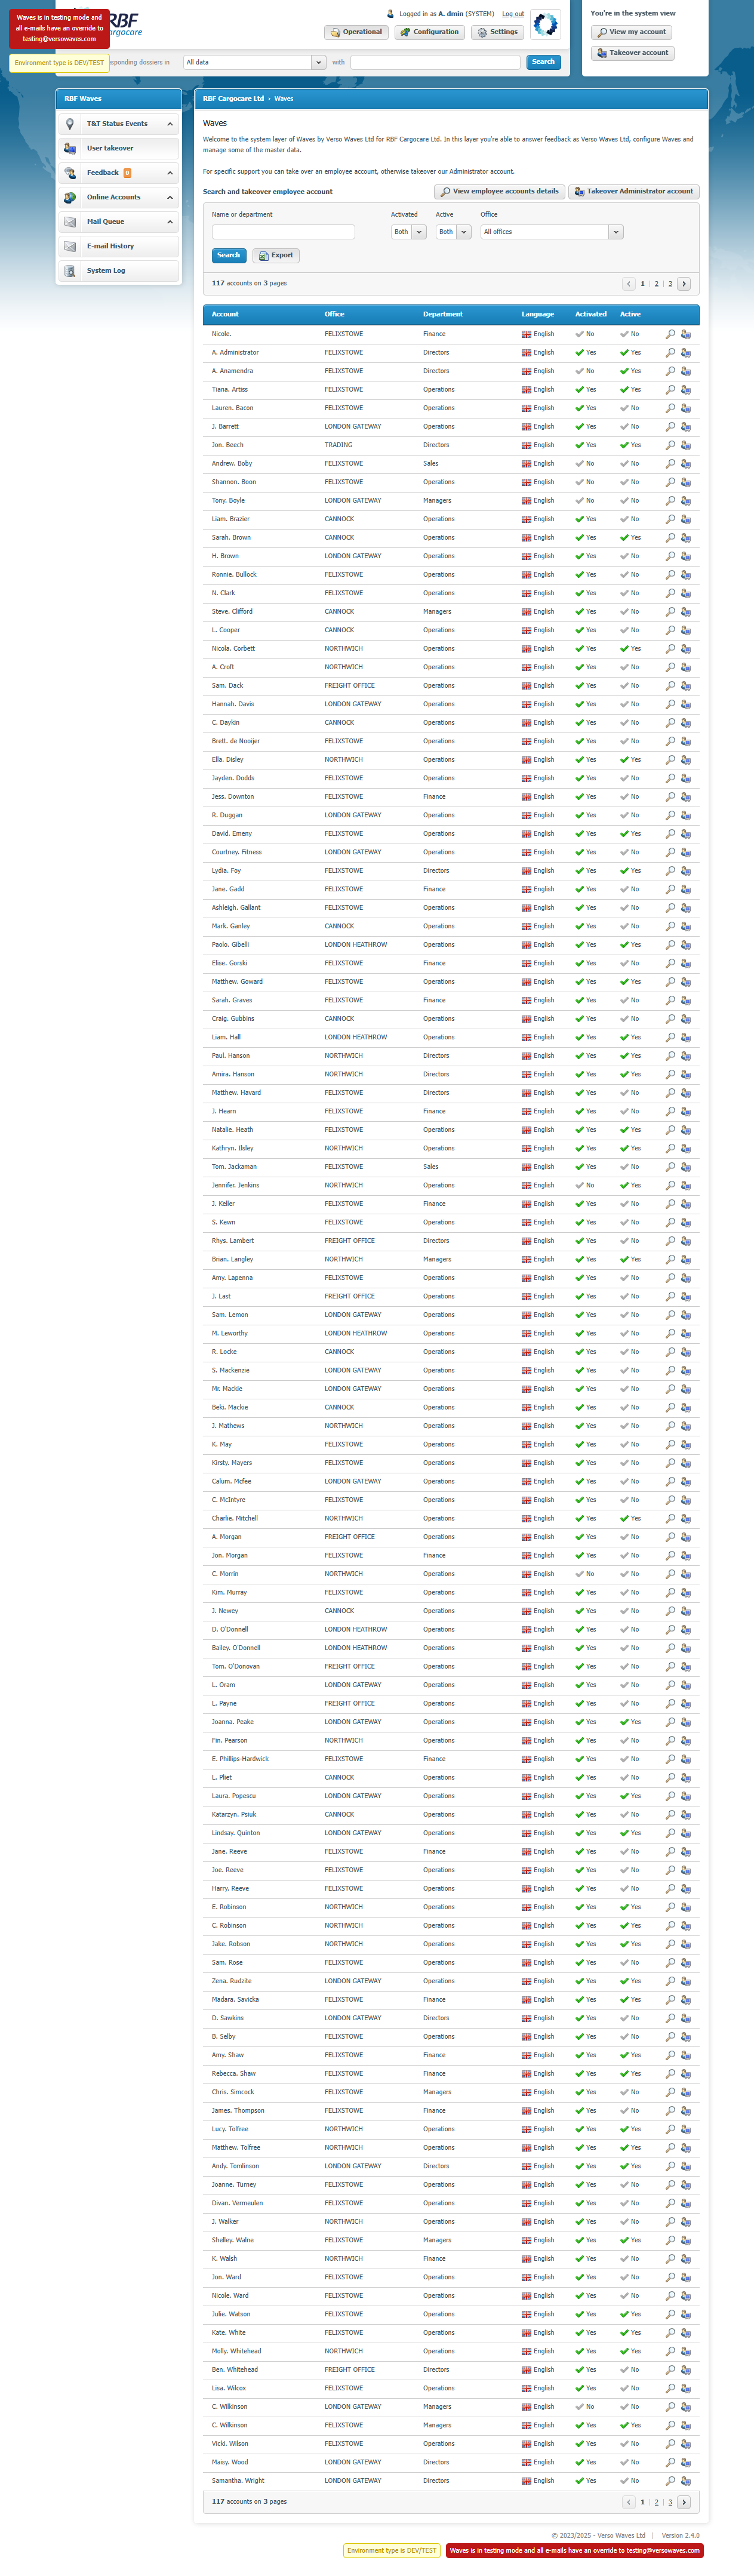 Waves is in testing mode and
all e-mails have an override to
testing@versowaves.com
Environment type is DEV/TEST
RBF
Cargocare
Logged in as A. dmin (SYSTEM) Log out
Operational Configuration Settings
You're in the system view
View my account
Takeover account
sponding dossiers in All data with Search
RBF Waves
T&T Status Events
User takeover
Feedback
Online Accounts
Mail Queue
E-mail History
System Log
RBF Cargocare Ltd › Waves
Waves
Welcome to the system layer of Waves by Verso Waves Ltd for RBF Cargocare Ltd. In this layer you're able to answer feedback as Verso Waves Ltd, configure Waves and
manage some of the master data.
For specific support you can take over an employee account, otherwise takeover our Administrator account.
Search and takeover employee account View employee accounts details Takeover Administrator account
Name or department Activated Active Office
Both Both All offices
Search Export
117 accounts on 3 pages 1 | 2 | 3
Account Office Department Language Activated Active
Nicole. FELIXSTOWE Finance English No No
A. Administrator FELIXSTOWE Directors English Yes Yes
A. Anamendra FELIXSTOWE Directors English No Yes
Tiana. Artiss FELIXSTOWE Operations English Yes Yes
Lauren. Bacon FELIXSTOWE Operations English Yes No
J. Barrett LONDON GATEWAY Operations English Yes No
Jon. Beech TRADING Directors English Yes Yes
Andrew. Boby FELIXSTOWE Sales English No No
Shannon. Boon FELIXSTOWE Operations English No No
Tony. Boyle LONDON GATEWAY Managers English No No
Liam. Brazier CANNOCK Operations English Yes No
Sarah. Brown CANNOCK Operations English Yes Yes
H. Brown LONDON GATEWAY Operations English Yes No
Ronnie. Bullock FELIXSTOWE Operations English Yes No
N. Clark FELIXSTOWE Operations English Yes No
Steve. Clifford CANNOCK Managers English Yes No
L. Cooper CANNOCK Operations English Yes No
Nicola. Corbett NORTHWICH Operations English Yes Yes
A. Croft NORTHWICH Operations English Yes No
Sam. Dack FREIGHT OFFICE Operations English Yes No
Hannah. Davis LONDON GATEWAY Operations English Yes No
C. Daykin CANNOCK Operations English Yes No
Brett. de Nooijer FELIXSTOWE Operations English Yes No
Ella. Disley NORTHWICH Operations English Yes Yes
Jayden. Dodds FELIXSTOWE Operations English Yes No
Jess. Downton FELIXSTOWE Finance English Yes No
R. Duggan LONDON GATEWAY Operations English Yes No
David. Emeny FELIXSTOWE Operations English Yes Yes
Courtney. Fitness LONDON GATEWAY Operations English Yes No
Lydia. Foy FELIXSTOWE Directors English Yes Yes
Jane. Gadd FELIXSTOWE Finance English Yes No
Ashleigh. Gallant FELIXSTOWE Operations English Yes No
Mark. Ganley CANNOCK Operations English Yes No
Paolo. Gibelli LONDON HEATHROW Operations English Yes Yes
Elise. Gorski FELIXSTOWE Finance English Yes No
Matthew. Goward FELIXSTOWE Operations English Yes Yes
Sarah. Graves FELIXSTOWE Finance English Yes No
Craig. Gubbins CANNOCK Operations English Yes No
Liam. Hall LONDON HEATHROW Operations English Yes Yes
Paul. Hanson NORTHWICH Directors English Yes Yes
Amira. Hanson NORTHWICH Directors English Yes Yes
Matthew. Havard FELIXSTOWE Directors English Yes No
J. Hearn FELIXSTOWE Finance English Yes No
Natalie. Heath FELIXSTOWE Operations English Yes Yes
Kathryn. Ilsley NORTHWICH Operations English Yes Yes
Tom. Jackaman FELIXSTOWE Sales English Yes No
Jennifer. Jenkins NORTHWICH Operations English No Yes
J. Keller FELIXSTOWE Finance English Yes No
S. Kewn FELIXSTOWE Operations English Yes No
Rhys. Lambert FREIGHT OFFICE Directors English Yes No
Brian. Langley NORTHWICH Managers English Yes Yes
Amy. Lapenna FELIXSTOWE Operations English Yes No
J. Last FREIGHT OFFICE Operations English Yes No
Sam. Lemon LONDON GATEWAY Operations English Yes No
M. Leworthy LONDON HEATHROW Operations English Yes No
R. Locke CANNOCK Operations English Yes No
S. Mackenzie LONDON GATEWAY Operations English Yes No
Mr. Mackie LONDON GATEWAY Operations English Yes No
Beki. Mackie CANNOCK Operations English Yes No
J. Mathews NORTHWICH Operations English Yes No
K. May FELIXSTOWE Operations English Yes No
Kirsty. Mayers FELIXSTOWE Operations English Yes No
Calum. Mcfee LONDON GATEWAY Operations English Yes No
C. McIntyre FELIXSTOWE Operations English Yes No
Charlie. Mitchell NORTHWICH Operations English Yes Yes
A. Morgan FREIGHT OFFICE Operations English Yes No
Jon. Morgan FELIXSTOWE Finance English Yes No
C. Morrin NORTHWICH Operations English No No
Kim. Murray FELIXSTOWE Operations English Yes No
J. Newey CANNOCK Operations English Yes No
D. O'Donnell LONDON HEATHROW Operations English Yes No
Bailey. O'Donnell LONDON HEATHROW Operations English Yes No
Tom. O'Donovan FREIGHT OFFICE Operations English Yes No
L. Oram LONDON GATEWAY Operations English Yes No
L. Payne FREIGHT OFFICE Operations English Yes No
Joanna. Peake LONDON GATEWAY Operations English Yes Yes
Fin. Pearson NORTHWICH Operations English Yes No
E. Phillips-Hardwick FELIXSTOWE Finance English Yes No
L. Pliet CANNOCK Operations English Yes No
Laura. Popescu LONDON GATEWAY Operations English Yes Yes
Katarzyn. Psiuk CANNOCK Operations English Yes No
Lindsay. Quinton LONDON GATEWAY Operations English Yes Yes
Jane. Reeve FELIXSTOWE Finance English Yes No
Joe. Reeve FELIXSTOWE Operations English Yes No
Harry. Reeve FELIXSTOWE Operations English Yes No
E. Robinson NORTHWICH Operations English Yes Yes
C. Robinson NORTHWICH Operations English Yes Yes
Jake. Robson NORTHWICH Operations English Yes Yes
Sam. Rose FELIXSTOWE Operations English Yes No
Zena. Rudzite LONDON GATEWAY Operations English Yes Yes
Madara. Savicka FELIXSTOWE Finance English Yes Yes
D. Sawkins LONDON GATEWAY Directors English Yes No
B. Selby FELIXSTOWE Operations English Yes No
Amy. Shaw FELIXSTOWE Finance English Yes Yes
Rebecca. Shaw FELIXSTOWE Finance English Yes Yes
Chris. Simcock FELIXSTOWE Managers English Yes No
James. Thompson FELIXSTOWE Finance English Yes No
Lucy. Tolfree NORTHWICH Operations English Yes Yes
Matthew. Tolfree NORTHWICH Operations English Yes Yes
Andy. Tomlinson LONDON GATEWAY Directors English Yes Yes
Joanne. Turney FELIXSTOWE Operations English Yes No
Divan. Vermeulen FELIXSTOWE Operations English Yes No
J. Walker NORTHWICH Operations English Yes No
Shelley. Walne FELIXSTOWE Managers English Yes Yes
K. Walsh NORTHWICH Finance English Yes No
Jon. Ward FELIXSTOWE Operations English Yes No
Nicole. Ward FELIXSTOWE Operations English Yes No
Julie. Watson FELIXSTOWE Operations English Yes Yes
Kate. White FELIXSTOWE Operations English Yes Yes
Molly. Whitehead NORTHWICH Operations English Yes Yes
Ben. Whitehead FREIGHT OFFICE Directors English Yes No
Lisa. Wilcox FELIXSTOWE Operations English Yes No
C. Wilkinson LONDON GATEWAY Managers English No No
C. Wilkinson FELIXSTOWE Managers English Yes Yes
Vicki. Wilson FELIXSTOWE Operations English Yes No
Maisy. Wood LONDON GATEWAY Directors English Yes No
Samantha. Wright LONDON GATEWAY Directors English Yes No
117 accounts on 3 pages 1 | 2 | 3
© 2023/2025 - Verso Waves Ltd | Version 2.4.0
Environment type is DEV/TEST Waves is in testing mode and all e-mails have an override to testing@versowaves.com